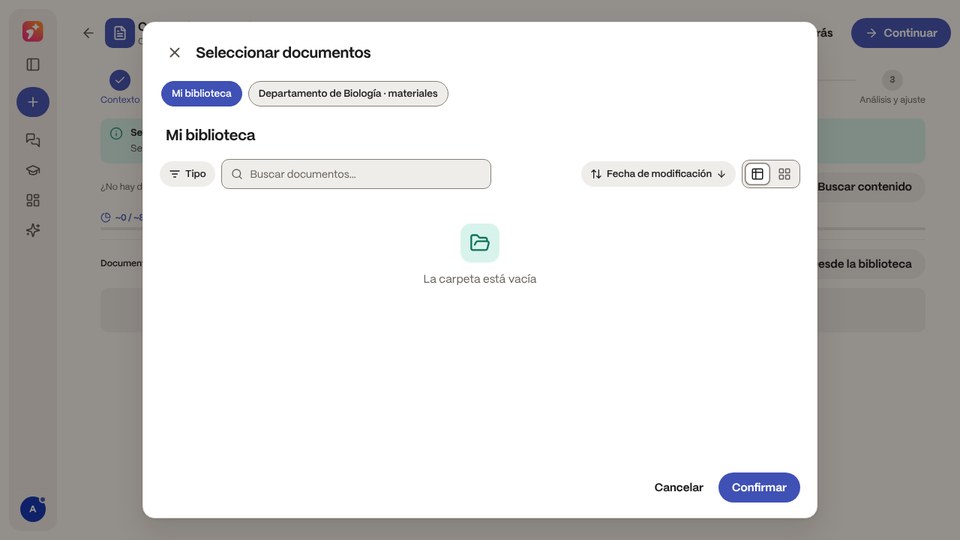 Seleccionar documentos
Continuar
Mi biblioteca
Departamento de Biología · materiales
3
Contexto
Análisis y ajuste
Mi biblioteca
Tipo
Buscar documentos...
Fecha de modificación
¿No hay d
Buscar contenido
~0 / ~8
Documen
desde la biblioteca
La carpeta está vacía
Cancelar
Confirmar
A